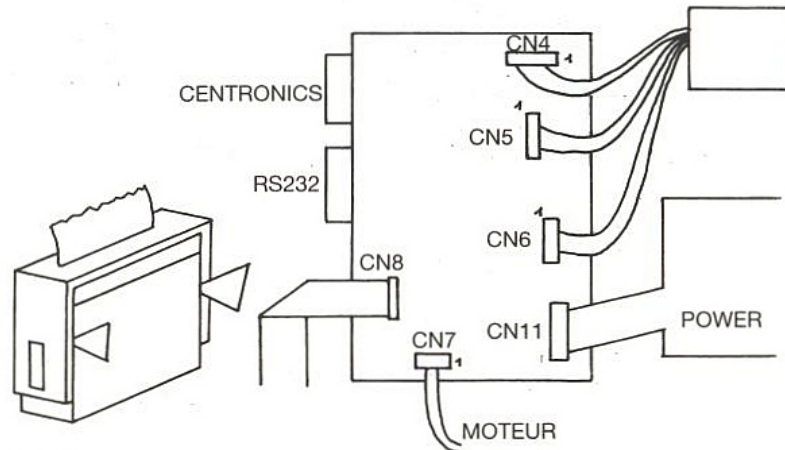 CN4 1
CENTRONICS
1
CN5
RS232
1
CN6
CN8
CN11
POWER
CN7
1
MOTEUR